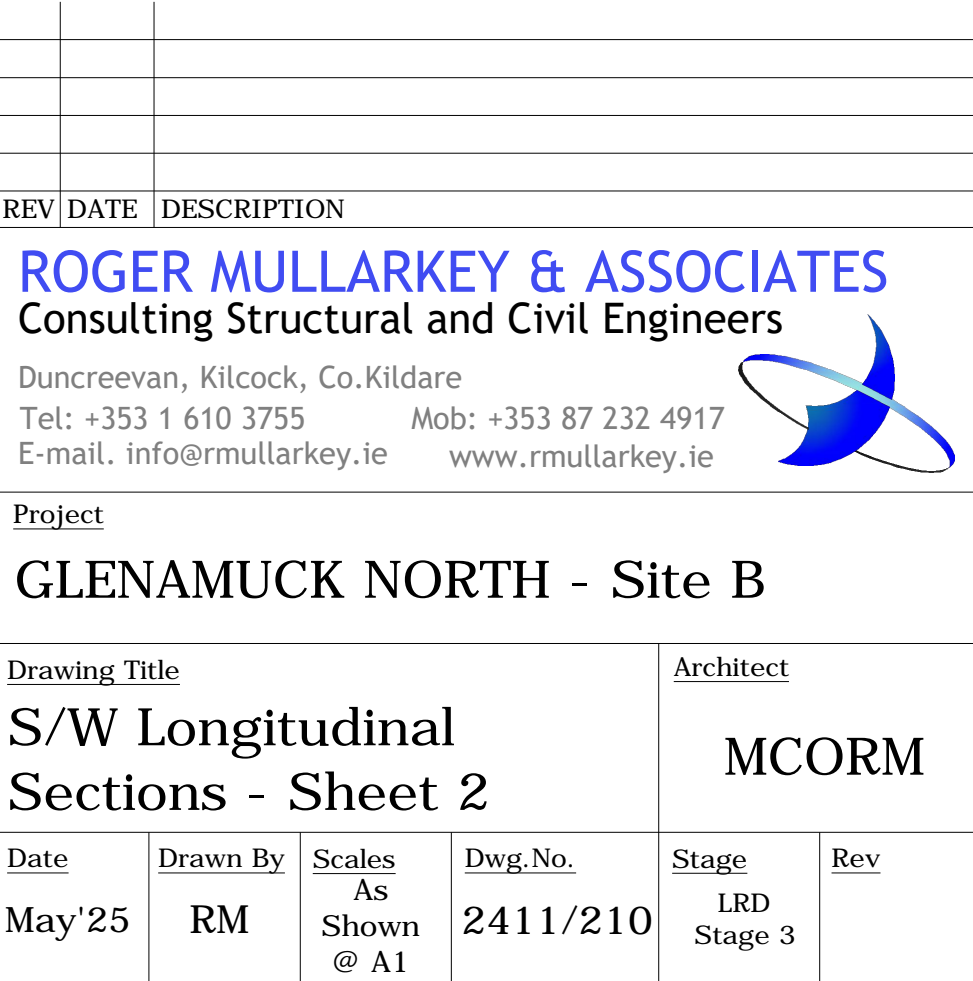 REV DATE DESCRIPTION
ROGER MULLARKEY & ASSOCIATES
Consulting Structural and Civil Engineers
Duncreevan, Kilcock, Co.Kildare
Tel: +353 1 610 3755 Mob: +353 87 232 4917
E-mail. info@rmullarkey.ie www.rmullarkey.ie
Project
GLENAMUCK NORTH - Site B
Drawing Title
S/W Longitudinal
Sections - Sheet 2
Architect
MCORM
Date
May'25
Drawn By
RM
Scales
As
Shown
@ A1
Dwg.No.
2411/210
Stage
LRD
Stage 3
Rev